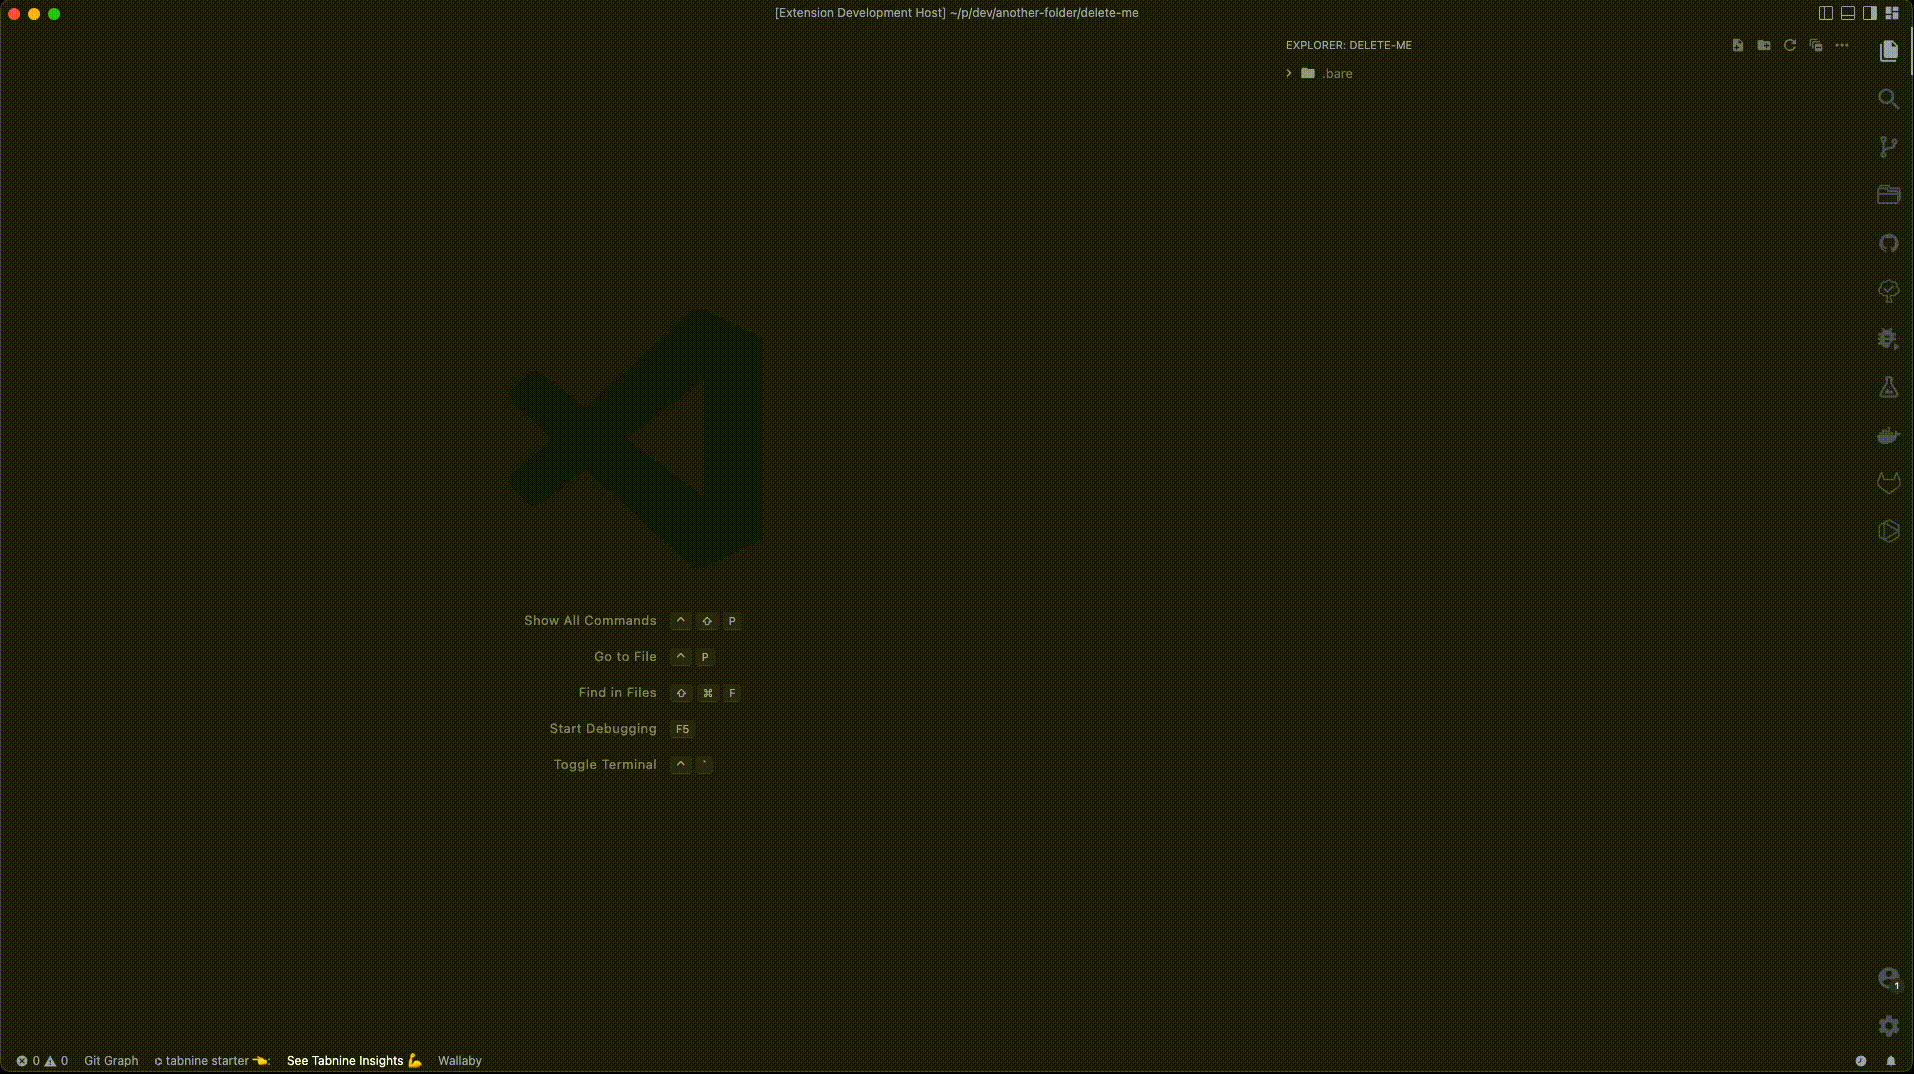 [Extension Development Host] ~/p/dev/another-folder/delete-me
EXPLORER: DELETE-ME
.bare
Show All Commands ^ ⇧ P
Go to File ^ P
Find in Files ⇧ ⌘ F
Start Debugging F5
Toggle Terminal ^ `
1
0 0 Git Graph tabnine starter 👈: See Tabnine Insights 💪 Wallaby